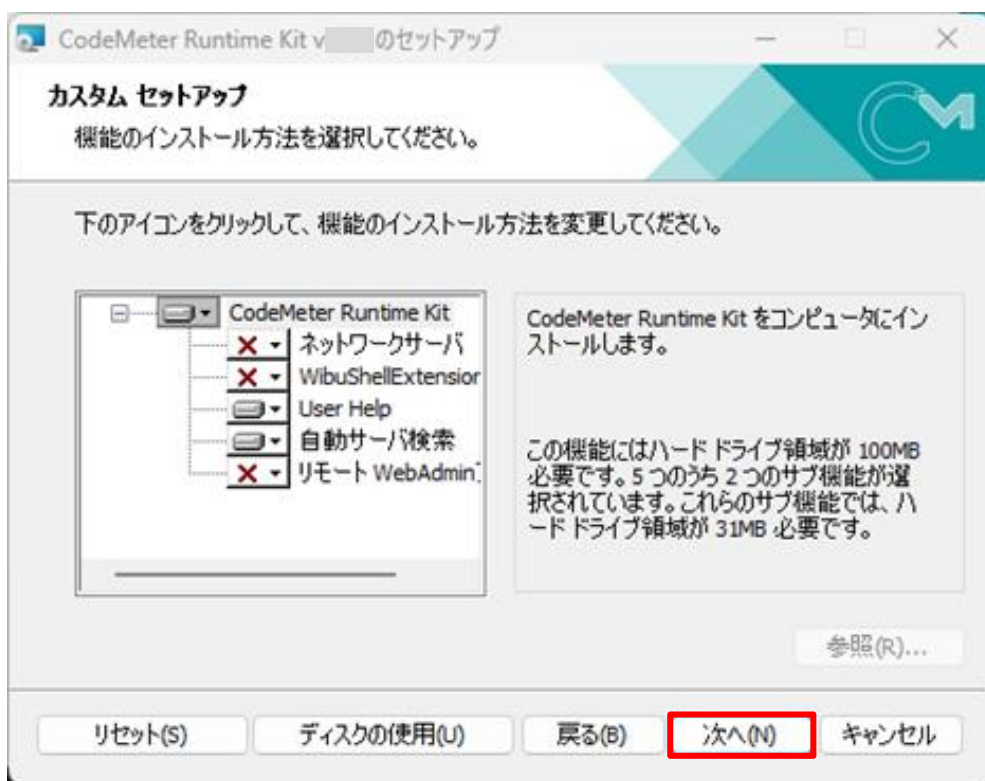 CodeMeter Runtime Kit v のセットアップ
カスタム セットアップ
機能のインストール方法を選択してください。
CM
下のアイコンをクリックして、機能のインストール方法を変更してください。
CodeMeter Runtime Kit
ネットワークサーバ
WibuShellExtension
User Help
自動サーバ検索
リモート WebAdmin
CodeMeter Runtime Kit をコンピュータにイン
ストールします。
この機能にはハード ドライブ領域が 100MB
必要です。5 つのうち 2 つのサブ機能が選
択されています。これらのサブ機能では、ハ
ード ドライブ領域が 31MB 必要です。
参照(R)...
リセット(S)
ディスクの使用(U)
戻る(B)
次へ(N)
キャンセル